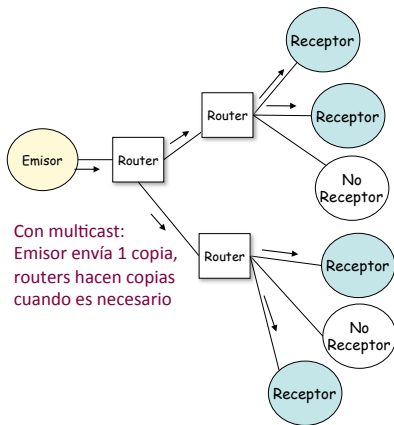 Receptor
Router
Receptor
Emisor
Router
No
Receptor
Con multicast:
Emisor envía 1 copia,
routers hacen copias
cuando es necesario
Router
Receptor
No
Receptor
Receptor